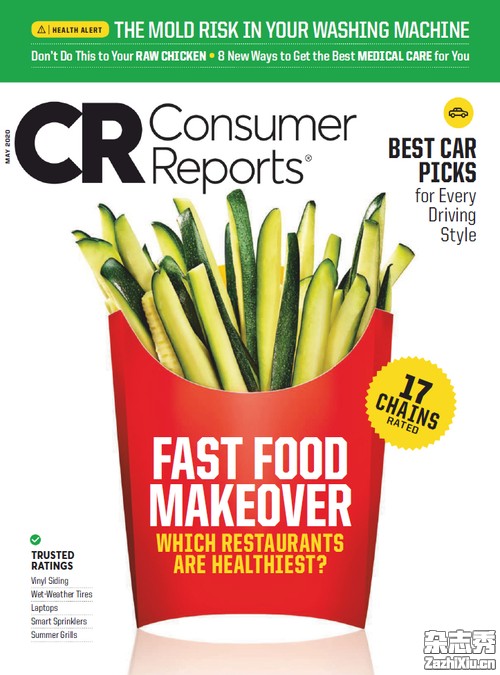 HEALTH ALERT THE MOLD RISK IN YOUR WASHING MACHINE
Don't Do This to Your RAW CHICKEN • 8 New Ways to Get the Best MEDICAL CARE for You
MAY 2020
CR Consumer
Reports®
BEST CAR
PICKS
for Every
Driving
Style
17
CHAINS
RATED
FAST FOOD
MAKEOVER
WHICH RESTAURANTS
ARE HEALTHIEST?
TRUSTED
RATINGS
Vinyl Siding
Wet-Weather Tires
Laptops
Smart Sprinklers
Summer Grills
杂志秀
ZazhiXiu.cn